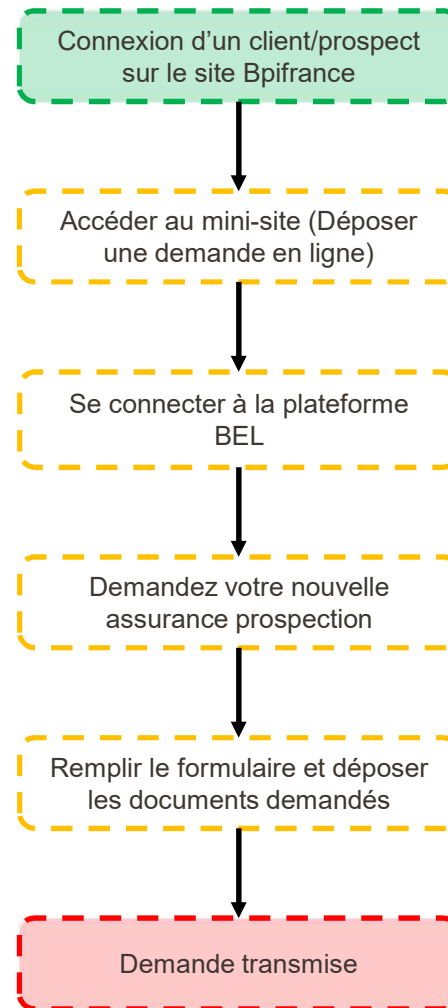 Connexion d’un client/prospect
sur le site Bpifrance
Accéder au mini-site (Déposer
une demande en ligne)
Se connecter à la plateforme
BEL
Demandez votre nouvelle
assurance prospection
Remplir le formulaire et déposer
les documents demandés
Demande transmise